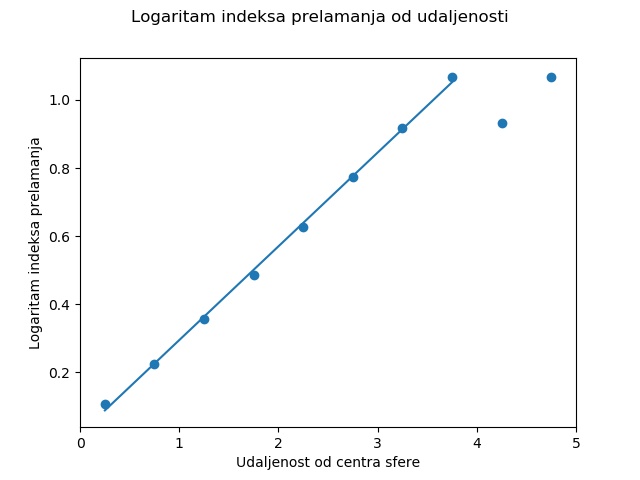 Logaritam indeksa prelamanja od udaljenosti
Logaritam indeksa prelamanja
1.0
0.8
0.6
0.4
0.2
0 1 2 3 4 5
Udaljenost od centra sfere